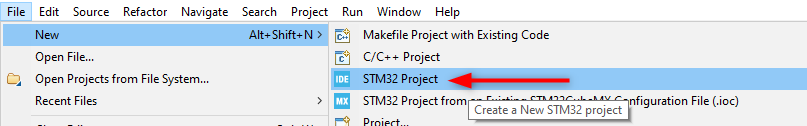 File Edit Source Refactor Navigate Search Project Run Window Help
New Alt+Shift+N >
Makefile Project with Existing Code
Open File...
C/C++ Project
Open Projects from File System...
IDE STM32 Project
Recent Files >
MX STM32 Project from an Existing STM32CubeMX Configuration File (.ioc)
Create a New STM32 project
Project...